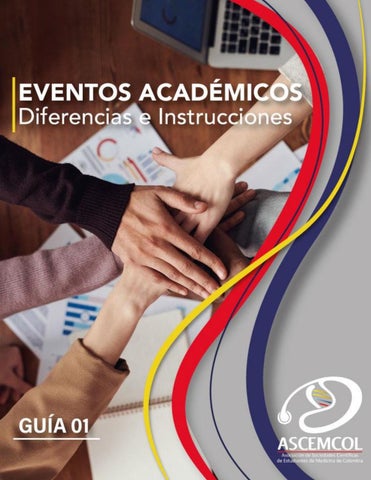 EVENTOS ACADÉMICOS
Diferencias e Instrucciones
GUÍA 01
ASCEMCOL
Asociación de Sociedades Científicas
de Estudiantes de Medicina de Colombia